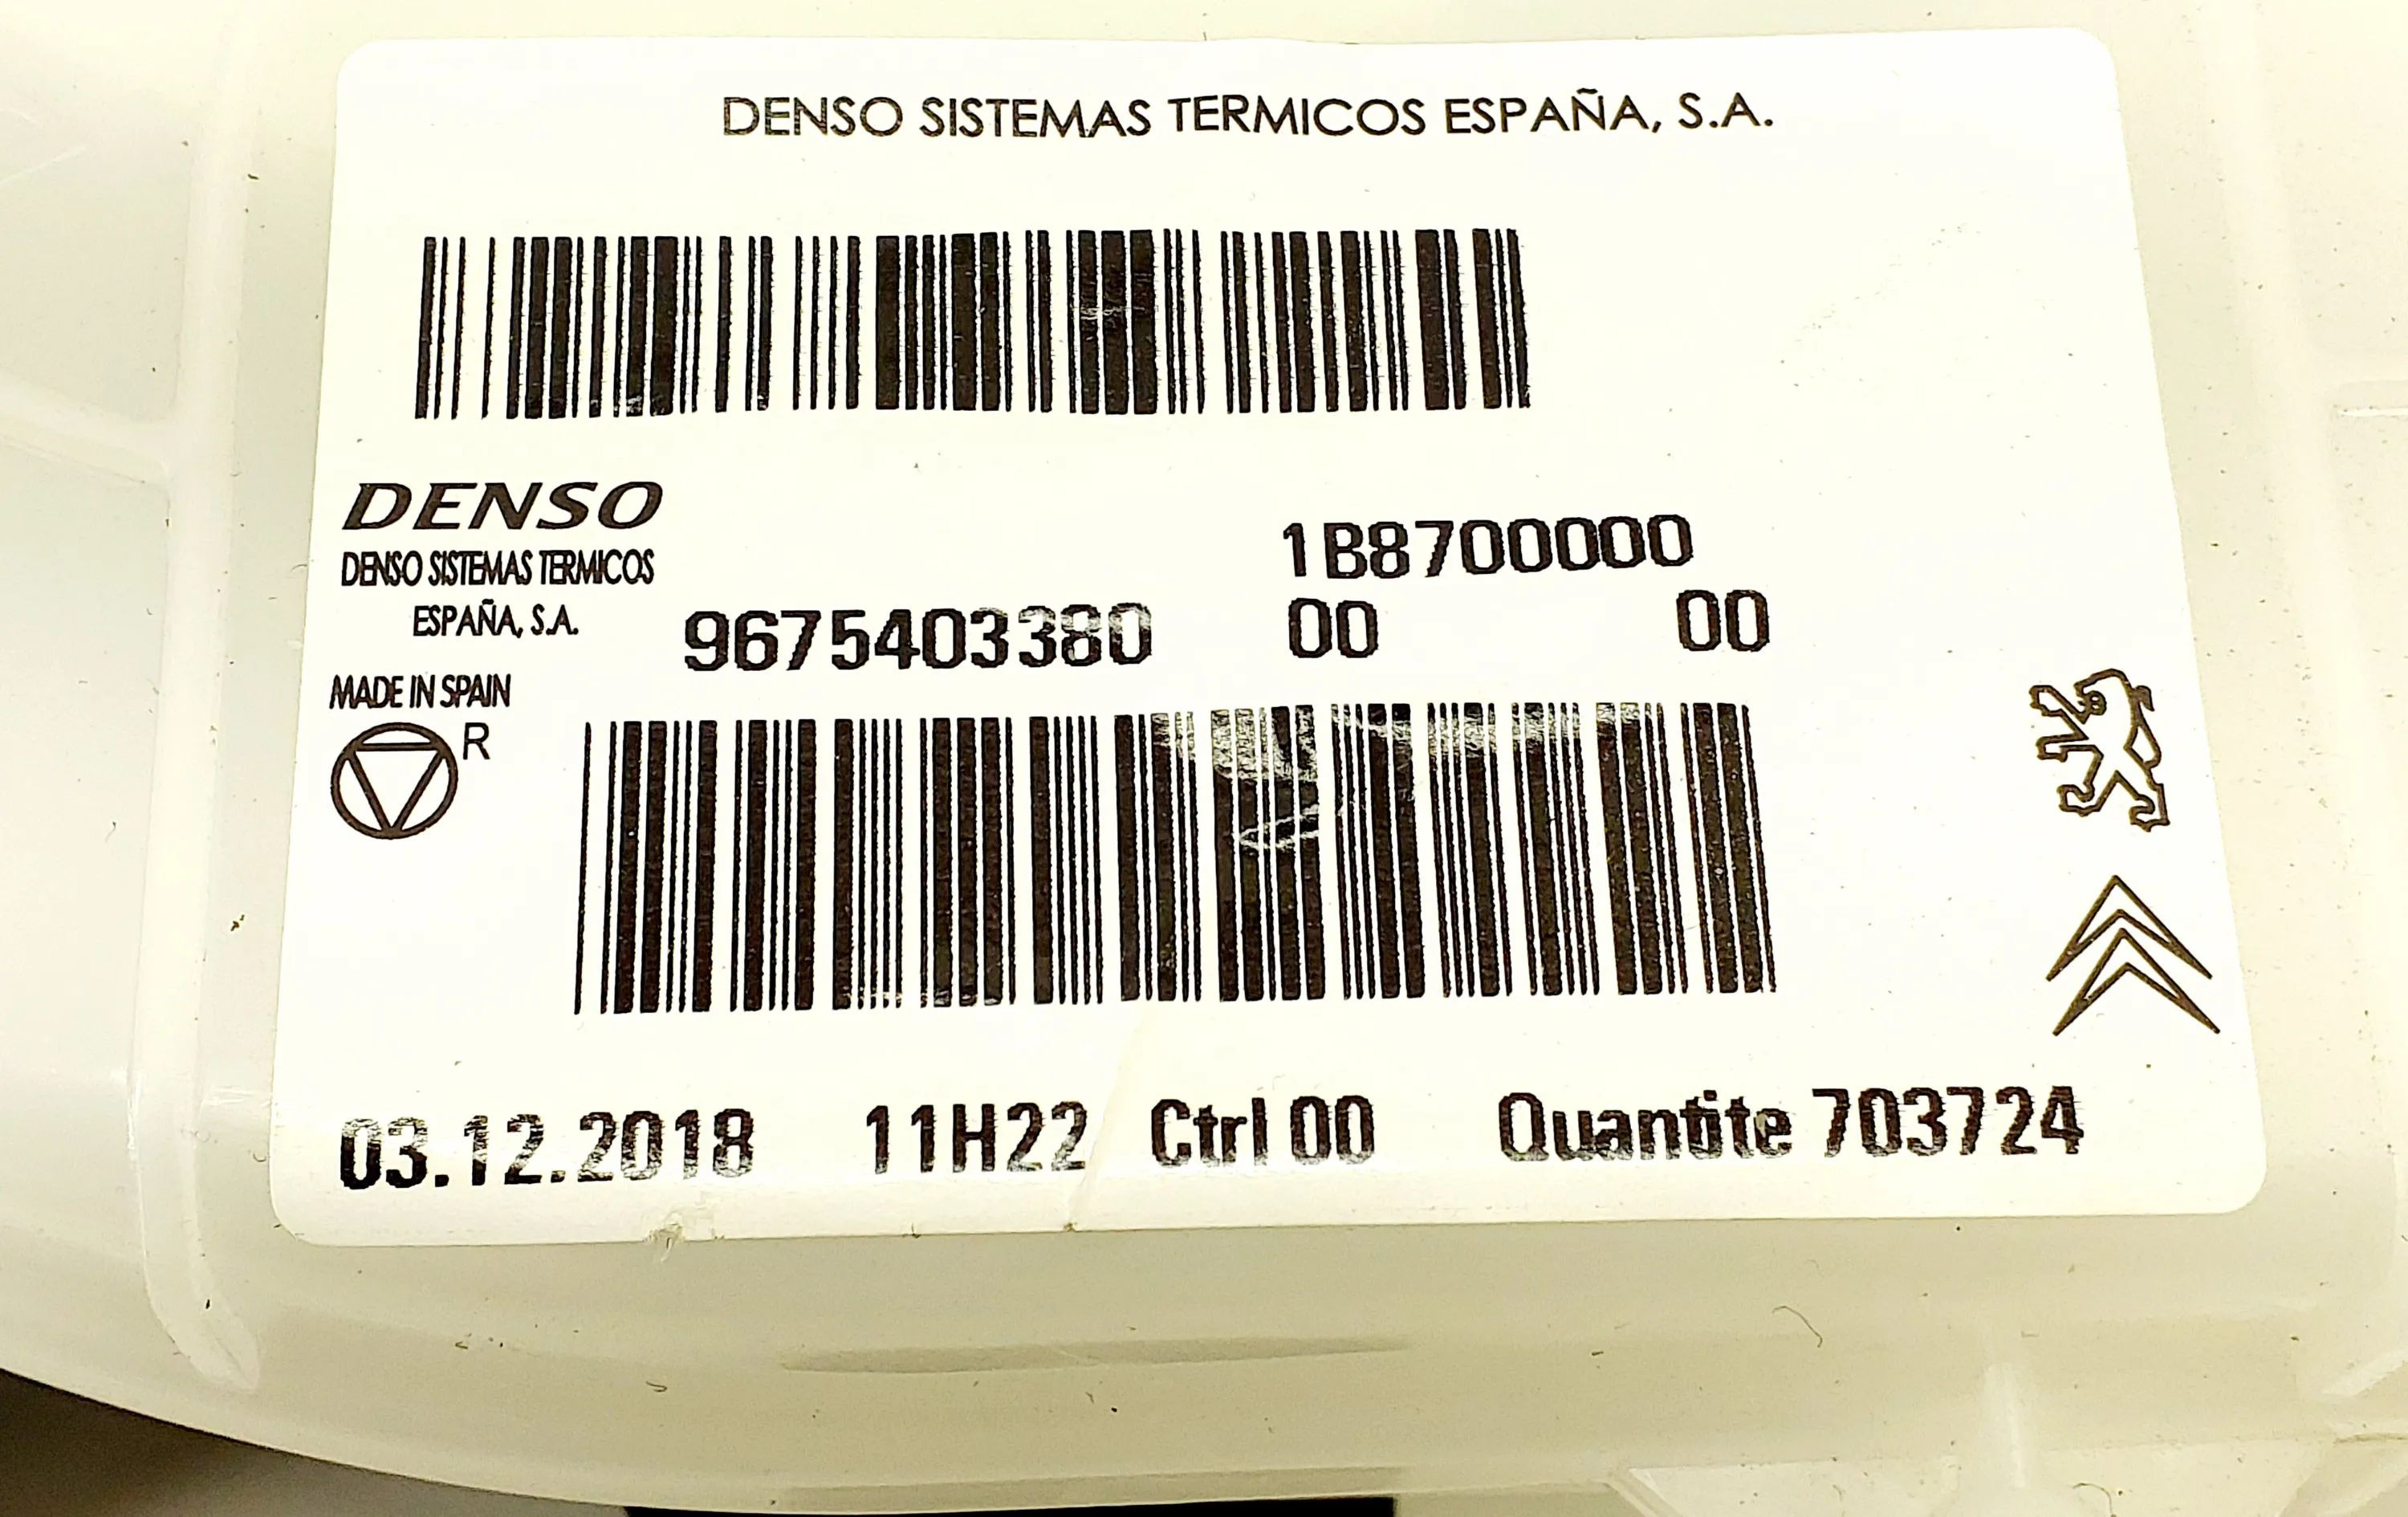 DENSO SISTEMAS TERMICOS ESPAÑA, S.A.
DENSO
DENSO SISTEMAS TERMICOS
ESPAÑA, S.A.
1B8700000
9675403380 00 00
MADE IN SPAIN
R
03.12.2018 11H22 Ctrl 00 Quantite 703724